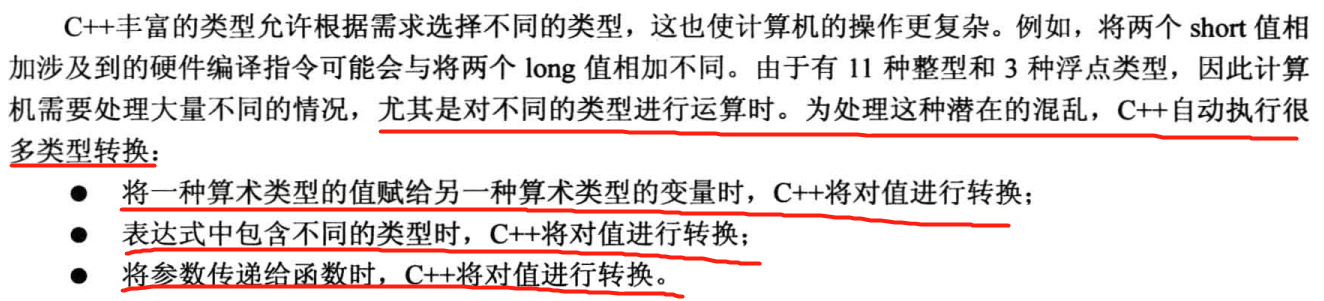 C++丰富的类型允许根据需求选择不同的类型，这也使计算机的操作更复杂。例如，将两个 short 值相
加涉及到的硬件编译指令可能会与将两个 long 值相加不同。由于有 11 种整型和 3 种浮点类型，因此计算
机需要处理大量不同的情况，尤其是对不同的类型进行运算时。为处理这种潜在的混乱，C++自动执行很
多类型转换：
● 将一种算术类型的值赋给另一种算术类型的变量时，C++将对值进行转换；
● 表达式中包含不同的类型时，C++将对值进行转换；
● 将参数传递给函数时，C++将对值进行转换。